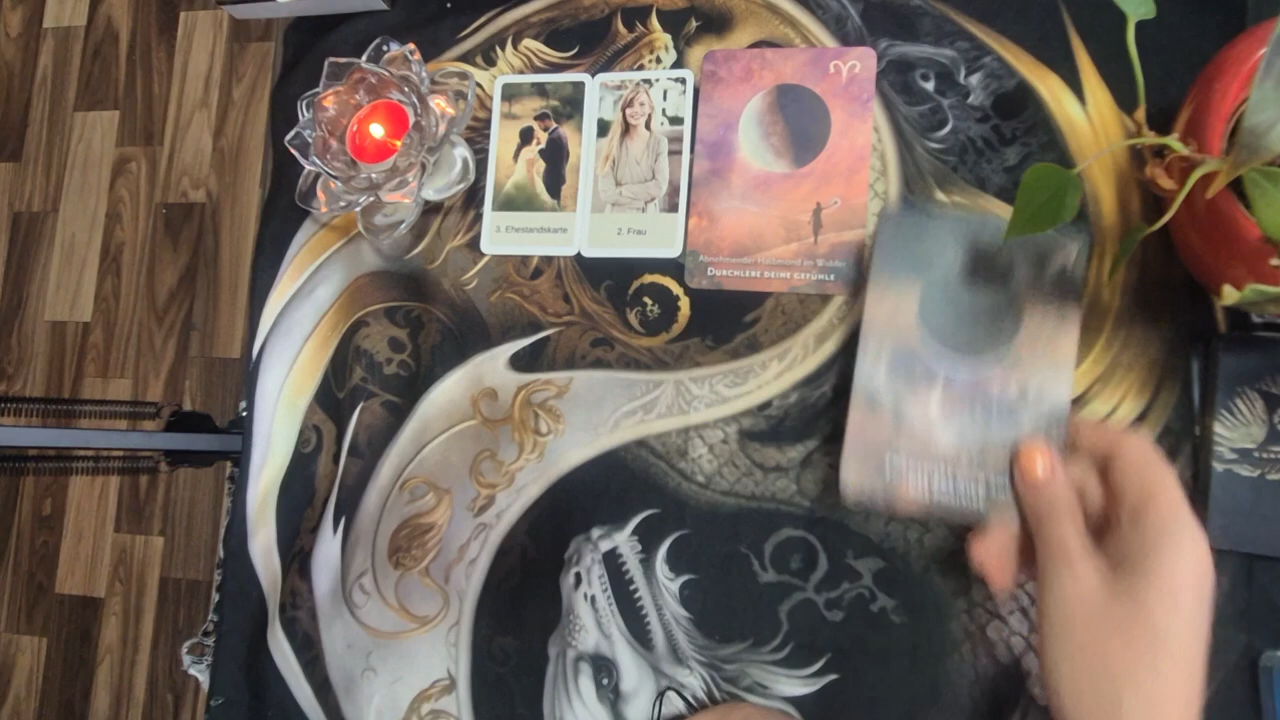 3. Ehestandskarte
2. Frau
Abnehmender Halbmond im Widder
DURCHLEBE DEINE GEFÜHLE